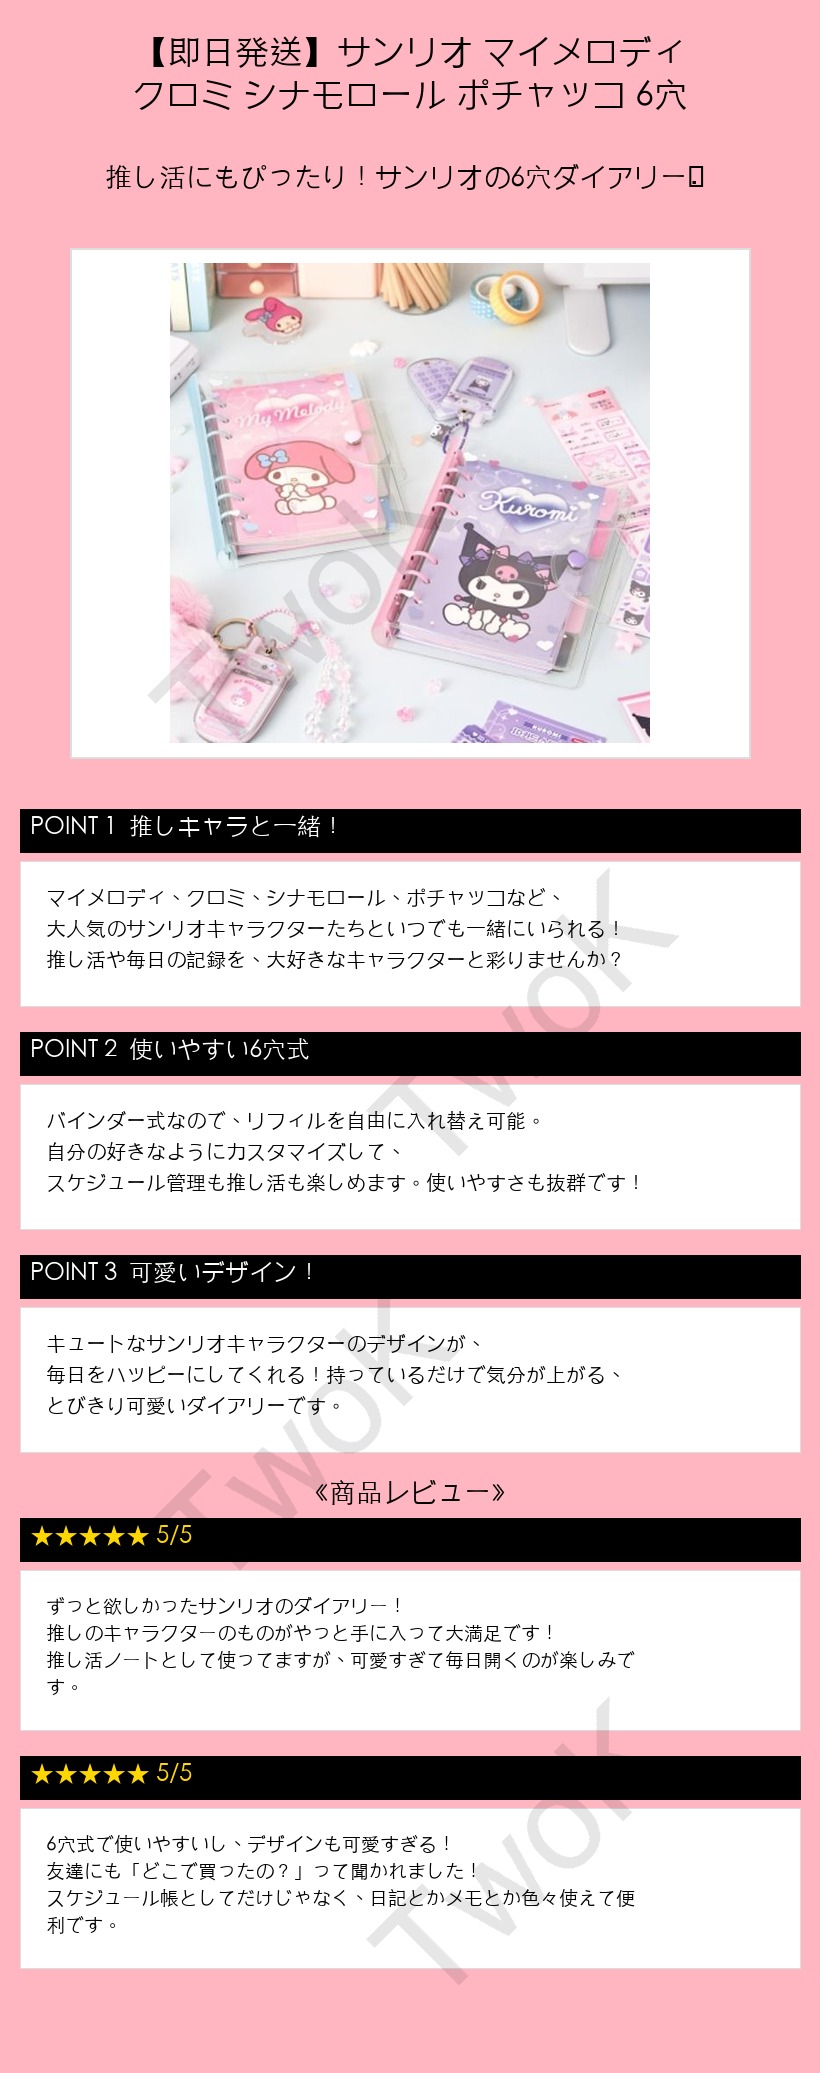 【即日発送】サンリオ マイメロディ
クロミ シナモロール ポチャッコ 6穴
推し活にもぴったり！サンリオの6穴ダイアリー
My Melody
Kuromi
KUROMI
TwoK
POINT 1 推しキャラと一緒！
マイメロディ、クロミ、シナモロール、ポチャッコなど、
大人気のサンリオキャラクターたちといつでも一緒にいられる！
推し活や毎日の記録を、大好きなキャラクターと彩りませんか？
TwoK
POINT 2 使いやすい6穴式
バインダー式なので、リフィルを自由に入れ替え可能。
自分の好きなようにカスタマイズして、
スケジュール管理も推し活も楽しめます。使いやすさも抜群です！
POINT 3 可愛いデザイン！
キュートなサンリオキャラクターのデザインが、
毎日をハッピーにしてくれる！持っているだけで気分が上がる、
とびきり可愛いダイアリーです。
TwoK
《商品レビュー》
★★★★★ 5/5
ずっと欲しかったサンリオのダイアリー！
推しのキャラクターのものがやっと手に入って大満足です！
推し活ノートとして使ってますが、可愛すぎて毎日開くのが楽しみで
す。
★★★★★ 5/5
6穴式で使いやすいし、デザインも可愛すぎる！
友達にも「どこで買ったの？」って聞かれました！
スケジュール帳としてだけじゃなく、日記とかメモとか色々使えて便
利です。
TwoK